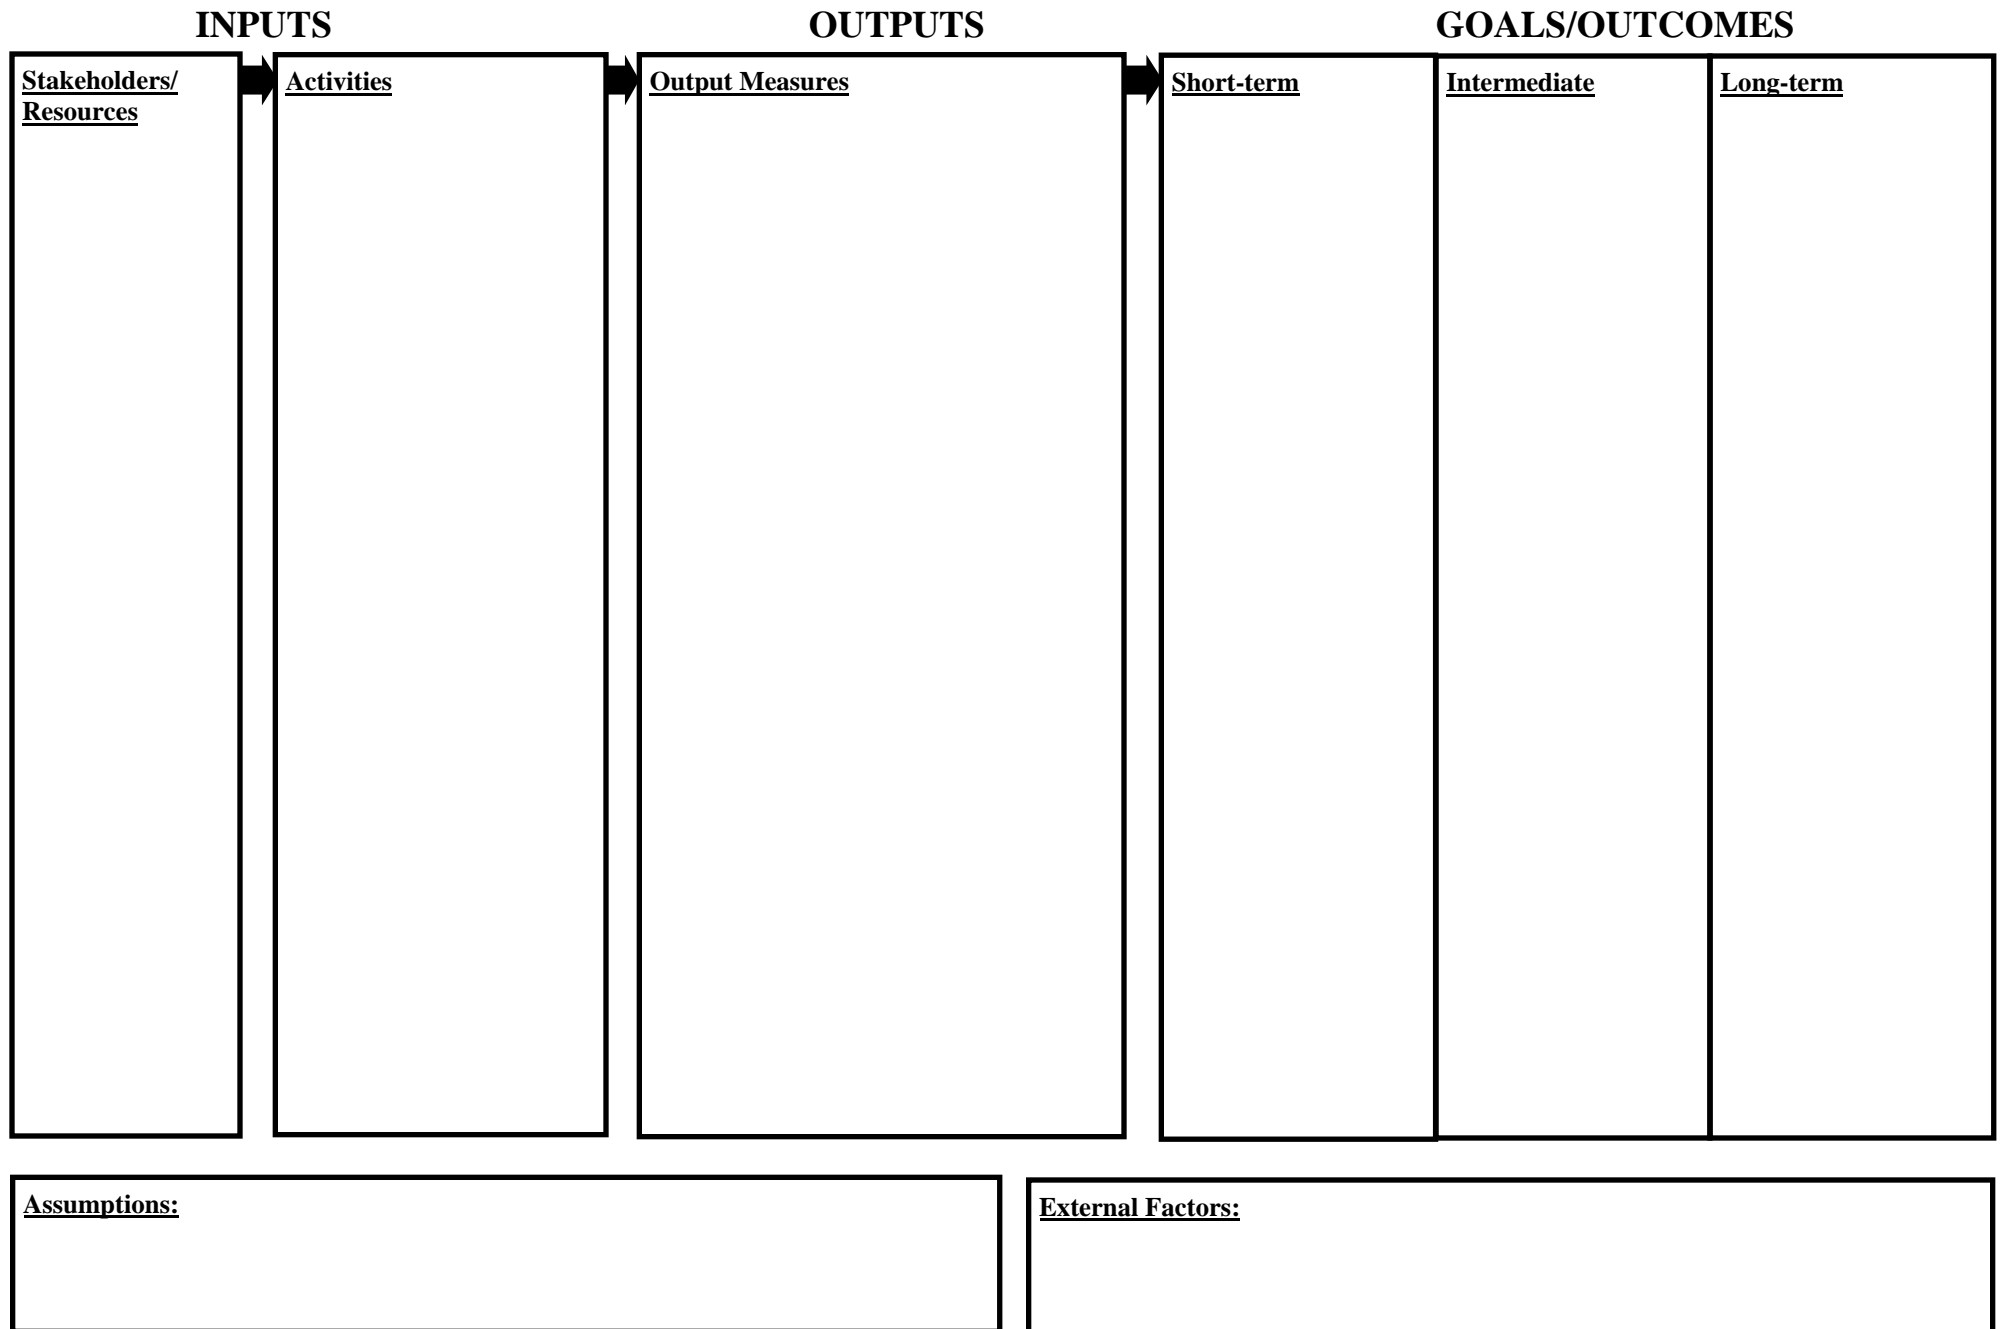 INPUTS
OUTPUTS
GOALS/OUTCOMES
Stakeholders/
Resources
Activities
Output Measures
Short-term
Intermediate
Long-term
Assumptions:
External Factors: